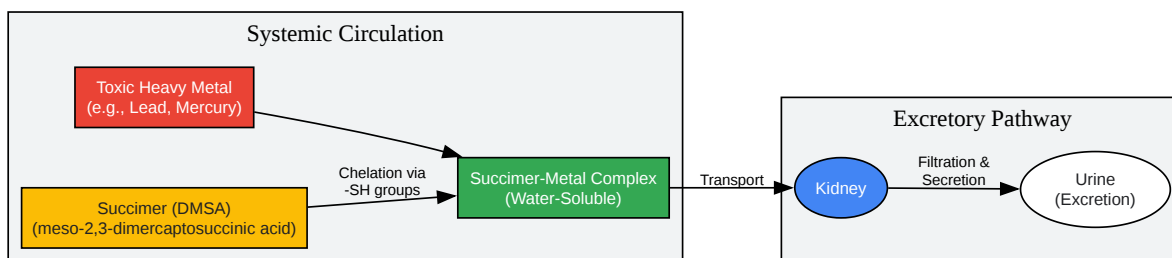 Systemic Circulation
Toxic Heavy Metal
(e.g., Lead, Mercury)
Succimer (DMSA)
(meso-2,3-dimercaptosuccinic acid)
Chelation via
-SH groups
Succimer-Metal Complex
(Water-Soluble)
Transport
Excretory Pathway
Kidney
Filtration &
Secretion
Urine
(Excretion)